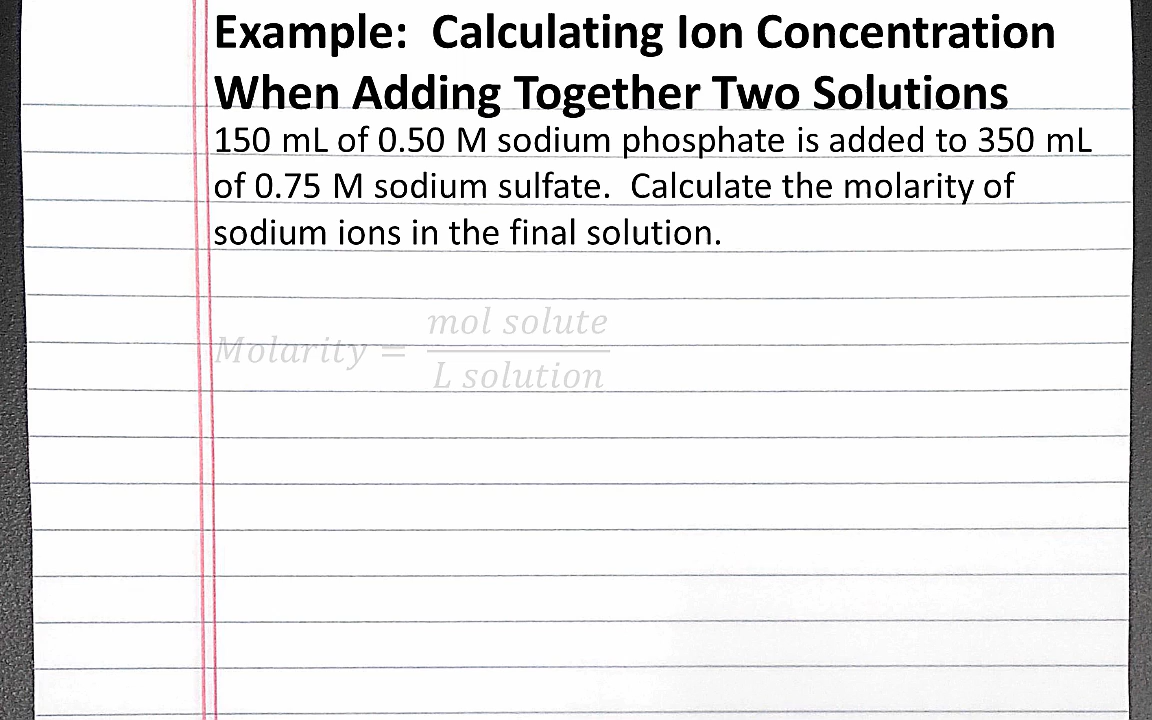 Example:  Calculating Ion Concentration
When Adding Together Two Solutions
150 mL of 0.50 M sodium phosphate is added to 350 mL
of 0.75 M sodium sulfate.  Calculate the molarity of
sodium ions in the final solution.
Molarity = mol solute / L solution